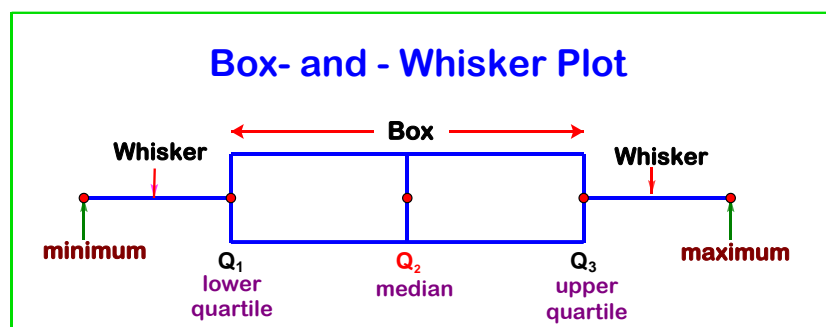 Box- and - Whisker Plot
Box
Whisker
Whisker
minimum
maximum
Q₁
lower
quartile
Q₂
median
Q₃
upper
quartile